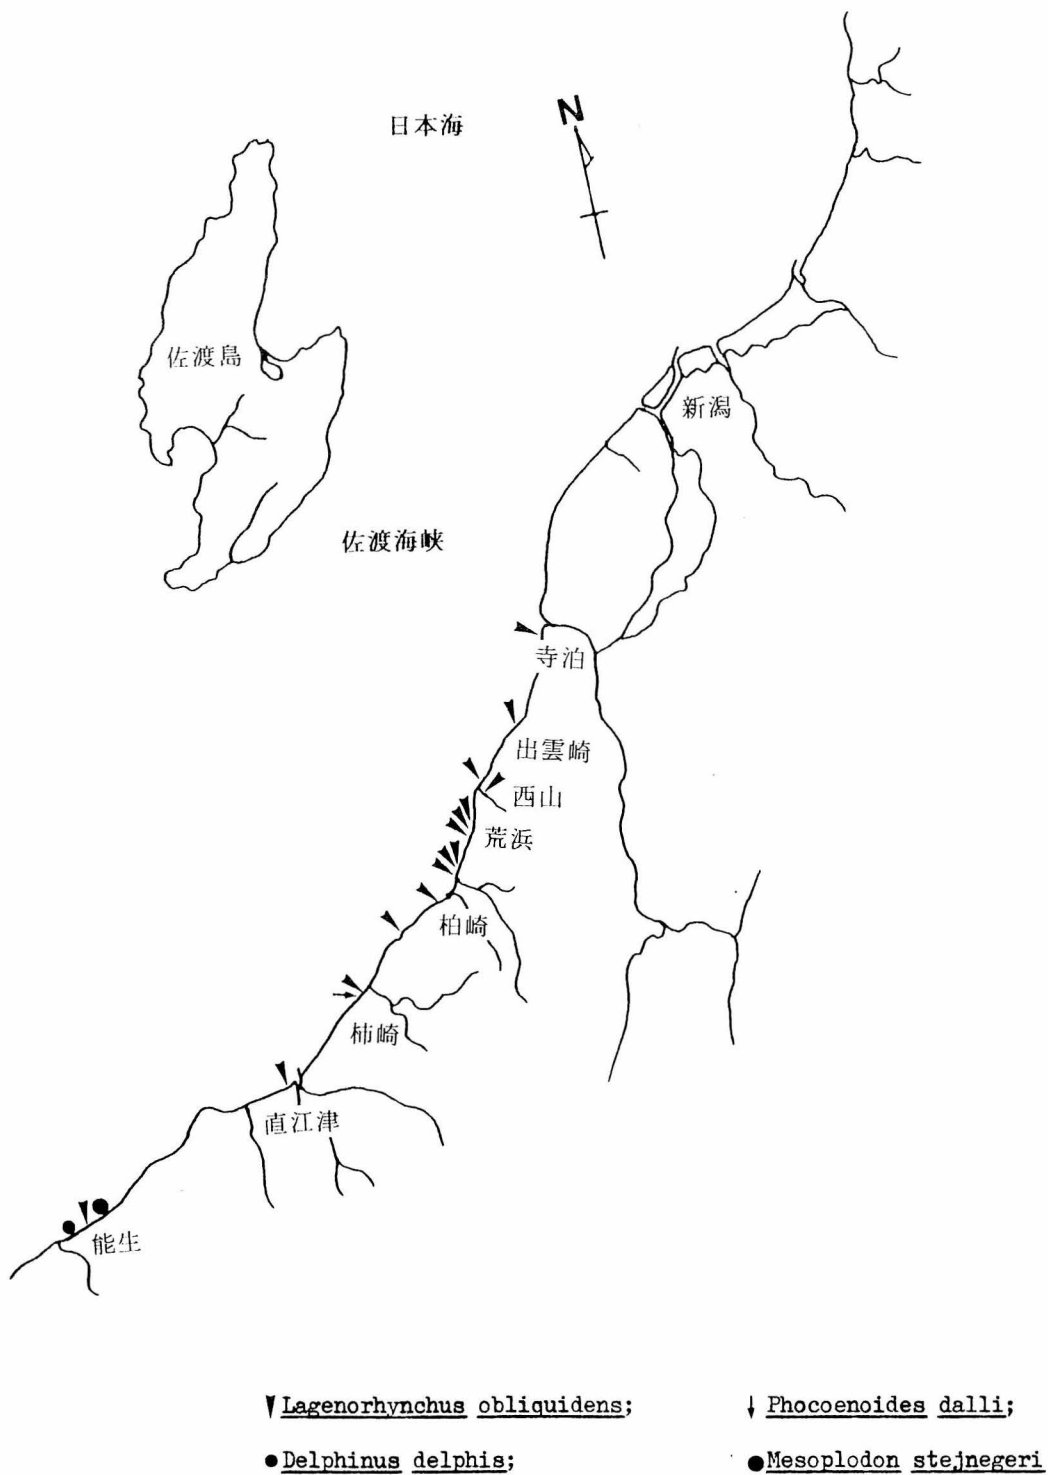 日本海
N
佐渡島
新潟
佐渡海峡
寺泊
出雲崎
西山
荒浜
柏崎
柿崎
直江津
能生
Lagenorhynchus obliquidens; Phocoenoides dalli;
Delphinus delphis; Mesoplodon stejnegeri